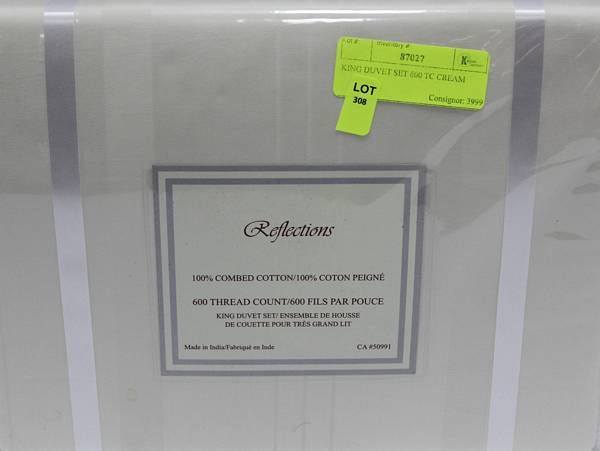 Lot #
Inventory #
87027
KING DUVET SET 600 TC CREAM
LOT
308
Consignor: 3999
Reflections
100% COMBED COTTON/100% COTON PEIGNÉ
600 THREAD COUNT/600 FILS PAR POUCE
KING DUVET SET/ ENSEMBLE DE HOUSSE
DE COUETTE POUR TRÈS GRAND LIT
Made in India/Fabriqué en Inde
CA #50991